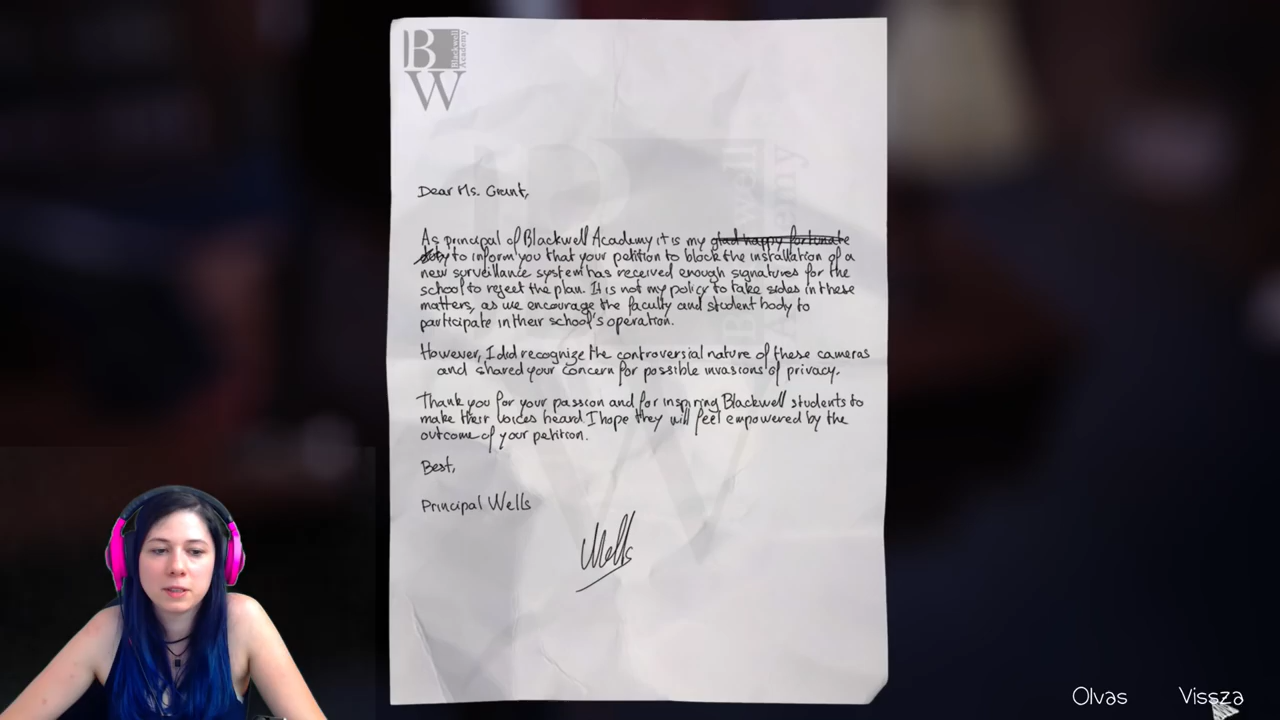 BW
Blackwell
Academy
Dear Ms. Grant,
As principal of Blackwell Academy it is my glad happy fortunate
duty to inform you that your petition to block the installation of a
new surveillance system has received enough signatures for the
school to reject the plan. It is not my policy to take sides in these
matters, as we encourage the faculty and student body to
participate in their school's operation.
However, I did recognize the controversial nature of these cameras
and shared your concern for possible invasions of privacy.
Thank you for your passion and for inspiring Blackwell students to
make their voices heard I hope they will feel empowered by the
outcome of your petition.
Best,
Principal Wells
Wells
Olvas Vissza